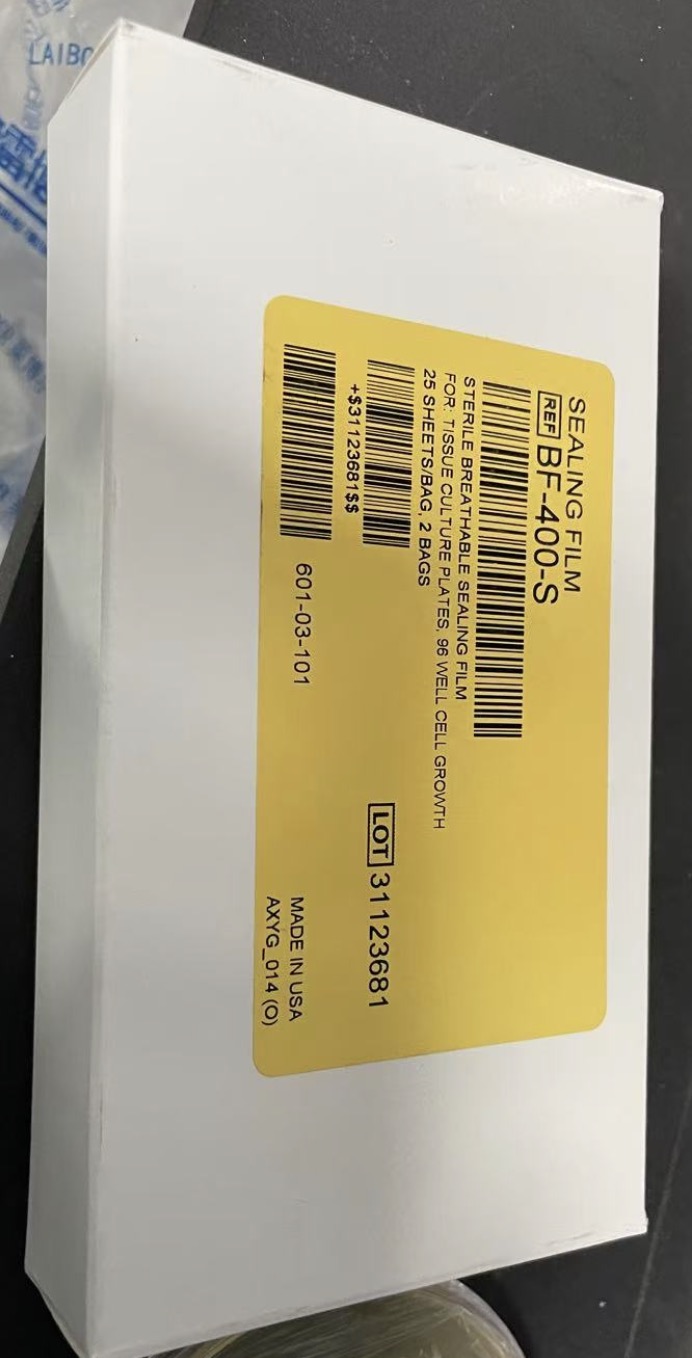 SEALING FILM
REF BF-400-S
STERILE BREATHABLE SEALING FILM
FOR: TISSUE CULTURE PLATES, 96 WELL CELL GROWTH
25 SHEETS/BAG, 2 BAGS
+$31123681$$
LOT 31123681
601-03-101
MADE IN USA
AXYG_014 (O)